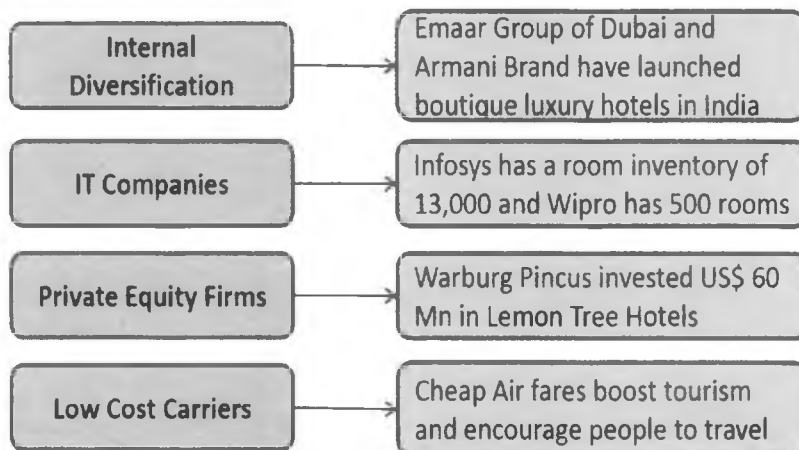 Internal
Diversification
Emaar Group of Dubai and
Armani Brand have launched
boutique luxury hotels in India
IT Companies
Infosys has a room inventory of
13,000 and Wipro has 500 rooms
Private Equity Firms
Warburg Pincus invested US$ 60
Mn in Lemon Tree Hotels
Low Cost Carriers
Cheap Air fares boost tourism
and encourage people to travel